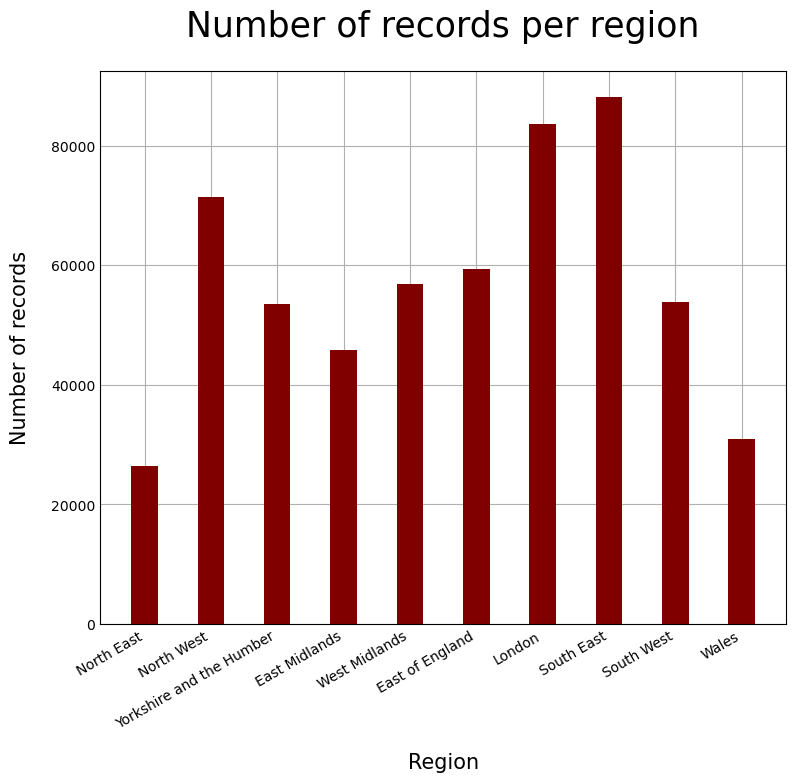 Number of records per region
Number of records
80000
60000
40000
20000
0
North East
North West
Yorkshire and the Humber
East Midlands
West Midlands
East of England
London
South East
South West
Wales
Region